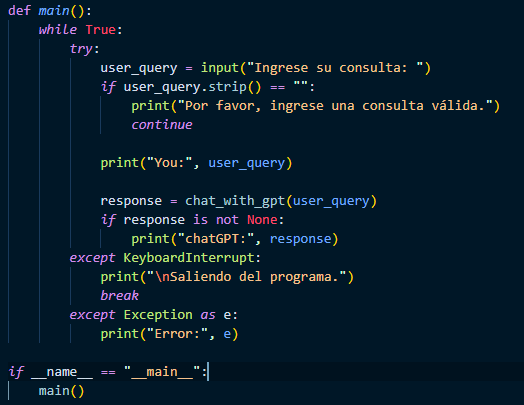 def main():
    while True:
        try:
            user_query = input("Ingrese su consulta: ")
            if user_query.strip() == "":
                print("Por favor, ingrese una consulta válida.")
                continue

            print("You:", user_query)

            response = chat_with_gpt(user_query)
            if response is not None:
                print("chatGPT:", response)
        except KeyboardInterrupt:
            print("\nSaliendo del programa.")
            break
        except Exception as e:
            print("Error:", e)

if __name__ == "__main__":
    main()